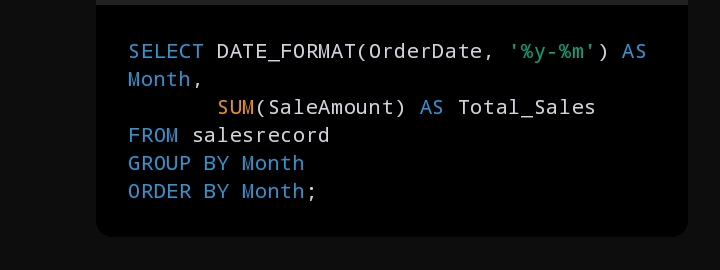 SELECT DATE_FORMAT(OrderDate, '%y-%m') AS
Month,
       SUM(SaleAmount) AS Total_Sales
FROM salesrecord
GROUP BY Month
ORDER BY Month;